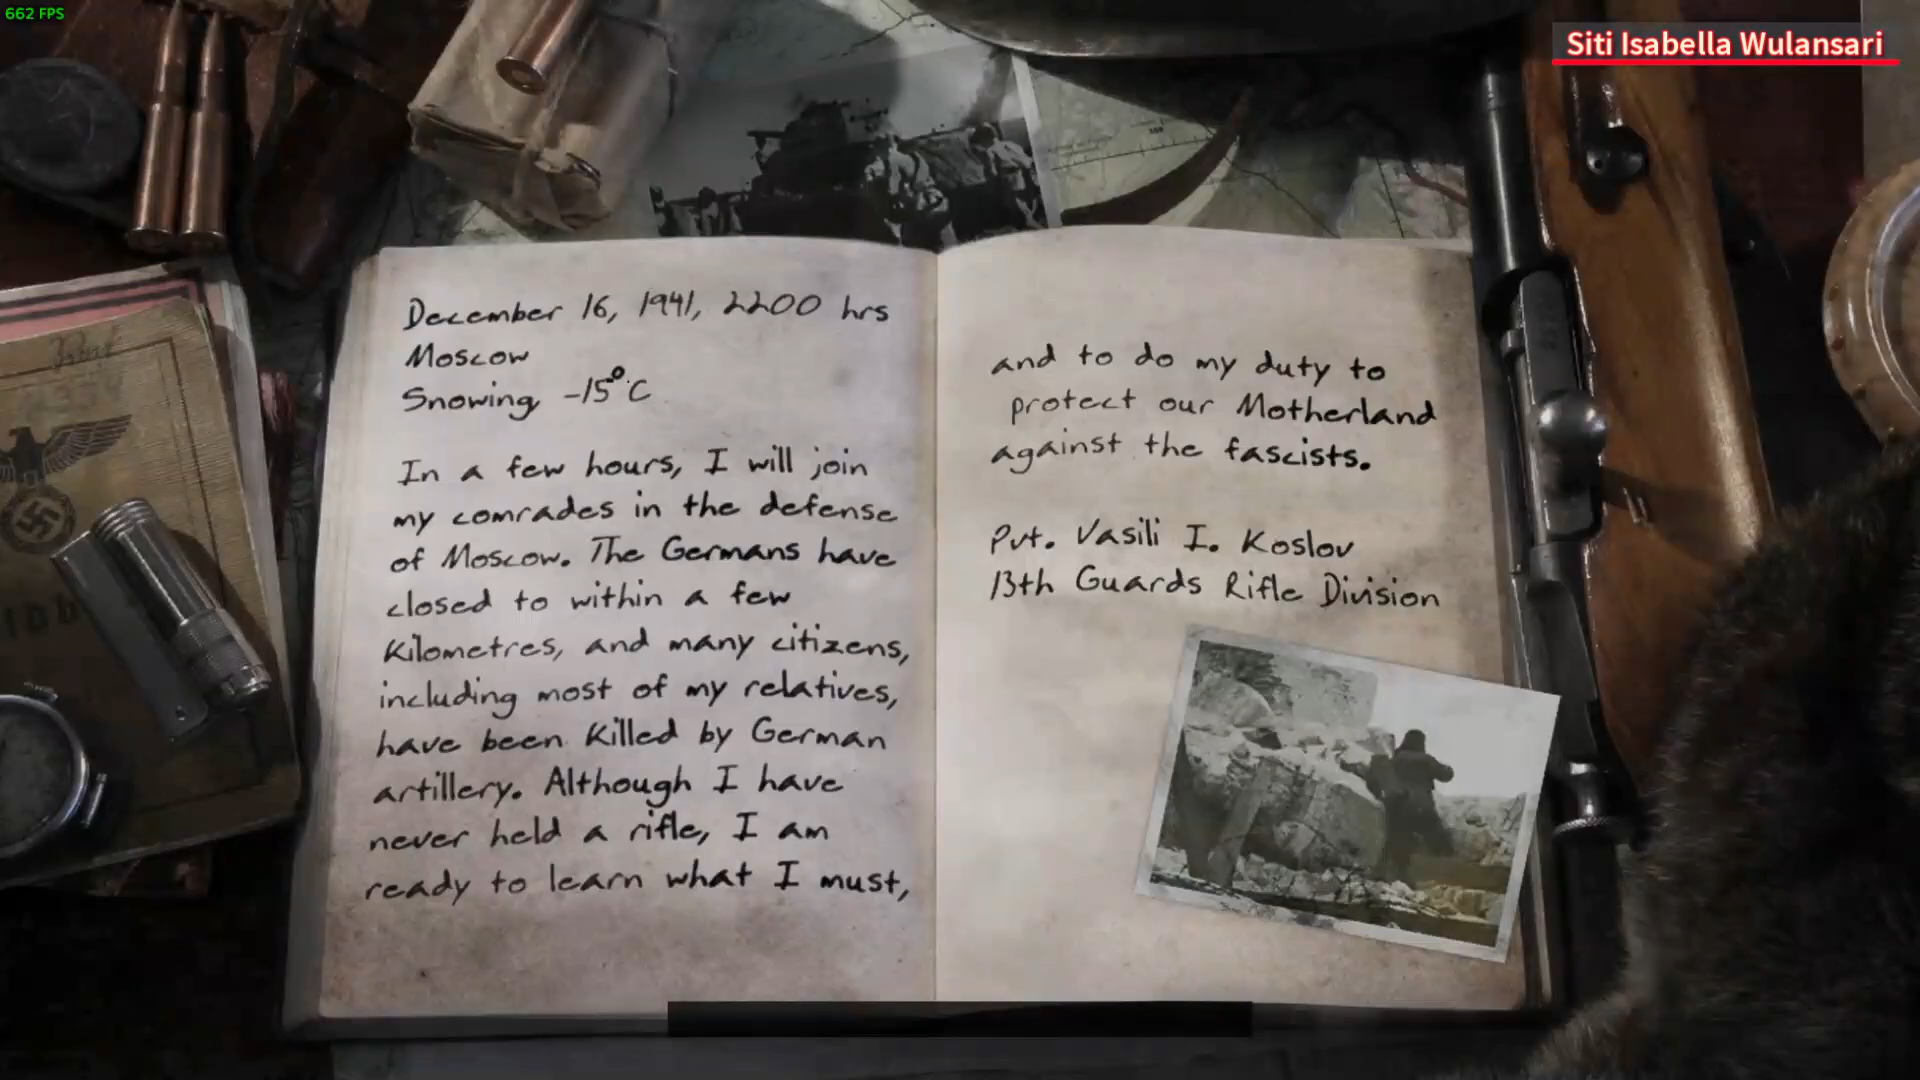 662 FPS
Siti Isabella Wulansari
December 16, 1941, 2200 hrs
Moscow
Snowing, -15°C
In a few hours, I will join
my comrades in the defense
of Moscow. The Germans have
closed to within a few
kilometres, and many citizens,
including most of my relatives,
have been killed by German
artillery. Although I have
never held a rifle, I am
ready to learn what I must,
and to do my duty to
protect our Motherland
against the fascists.
Pvt. Vasili I. Koslov
13th Guards Rifle Division